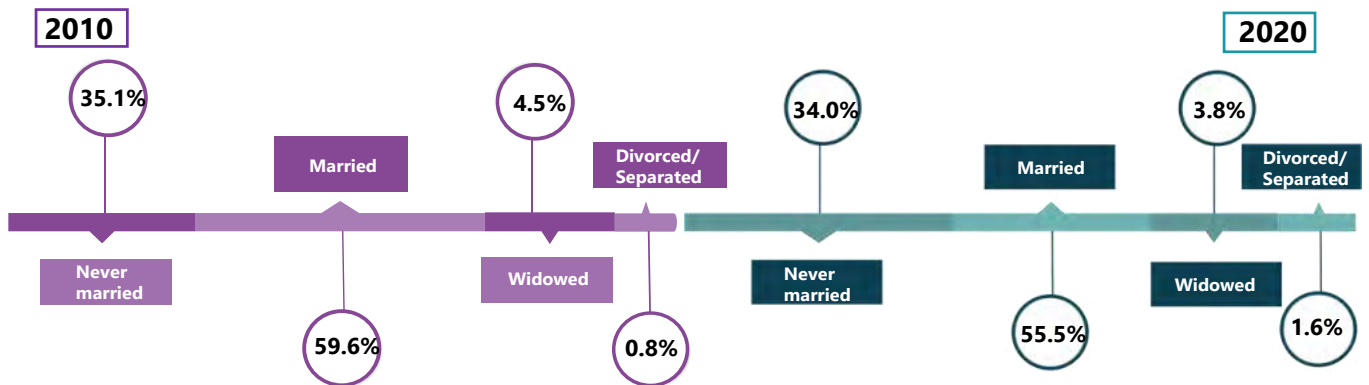 2010
35.1%
Never
married
Married
59.6%
4.5%
Widowed
Divorced/
Separated
0.8%
2020
34.0%
Never
married
Married
55.5%
3.8%
Widowed
Divorced/
Separated
1.6%